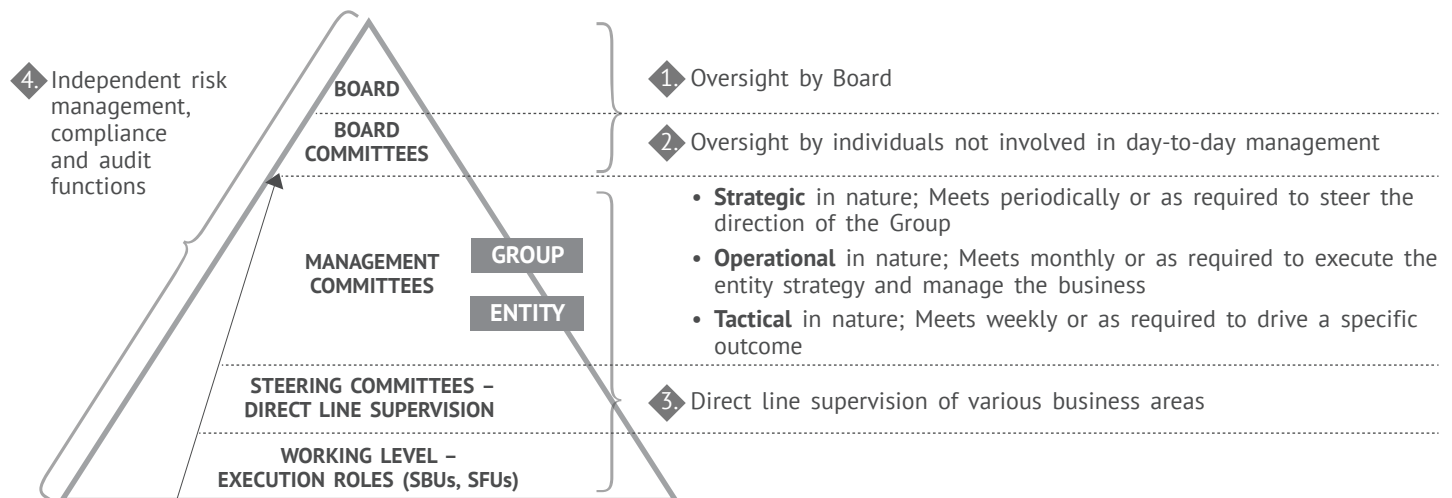 4. Independent risk
management,
compliance
and audit
functions
BOARD
1. Oversight by Board
BOARD
COMMITTEES
2. Oversight by individuals not involved in day-to-day management
MANAGEMENT
COMMITTEES
GROUP
ENTITY
• Strategic in nature; Meets periodically or as required to steer the
direction of the Group
• Operational in nature; Meets monthly or as required to execute the
entity strategy and manage the business
• Tactical in nature; Meets weekly or as required to drive a specific
outcome
STEERING COMMITTEES –
DIRECT LINE SUPERVISION
3. Direct line supervision of various business areas
WORKING LEVEL –
EXECUTION ROLES (SBUs, SFUs)